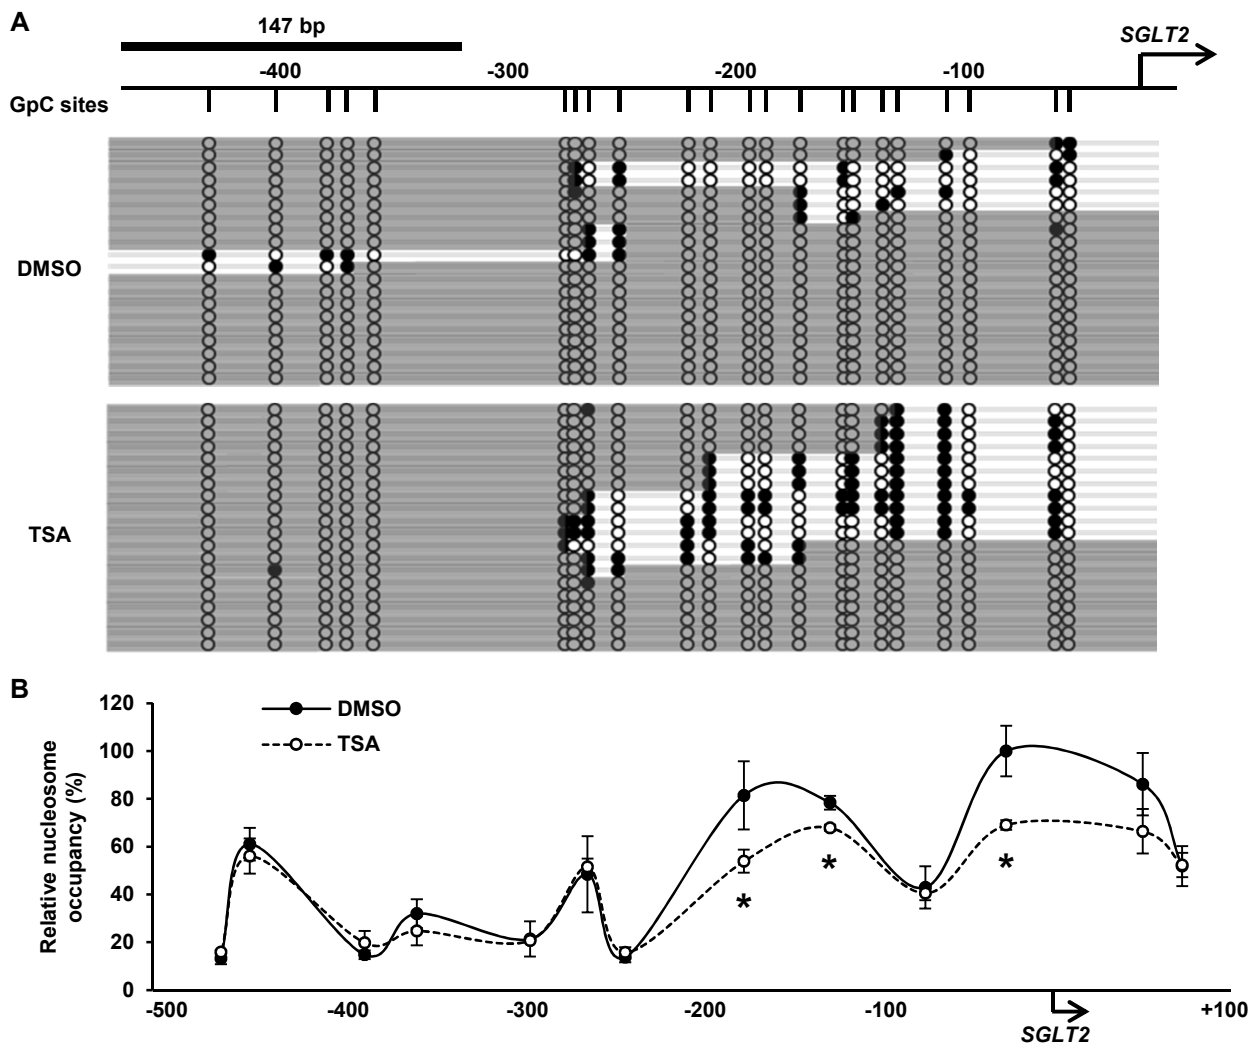 A
147 bp
SGLT2
-400 -300 -200 -100
GpC sites
DMSO
TSA
B
Relative nucleosome
occupancy (%)
120
100
80
60
40
20
0
DMSO
TSA
*
*
*
-500 -400 -300 -200 -100 +100
SGLT2